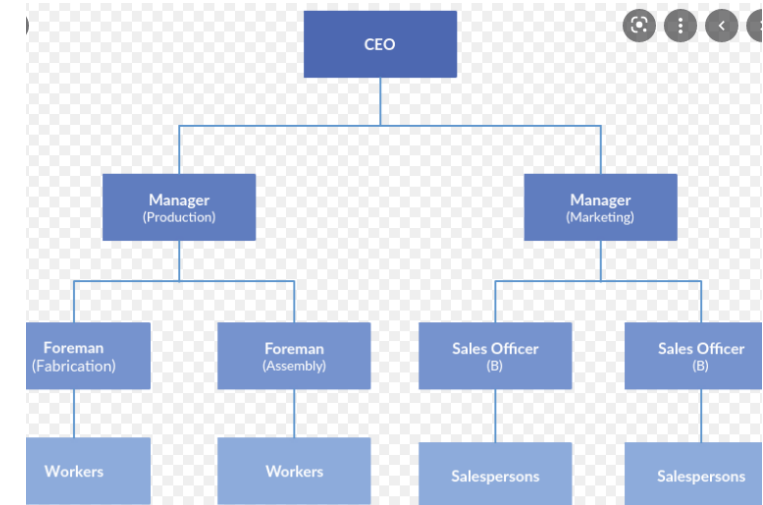 CEO
Manager
(Production)
Manager
(Marketing)
Foreman
(Fabrication)
Foreman
(Assembly)
Sales Officer
(B)
Sales Officer
(B)
Workers
Workers
Salespersons
Salespersons